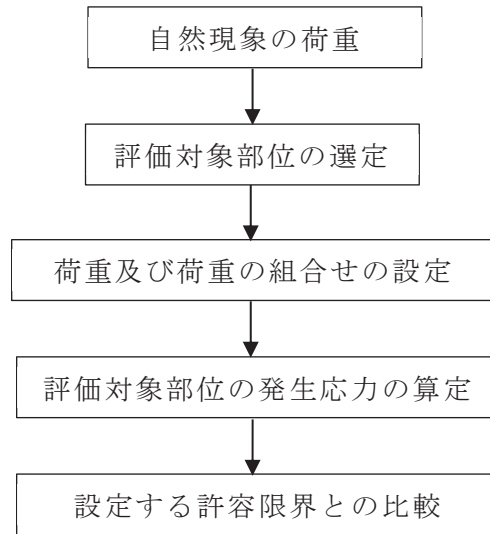 自然現象の荷重
評価対象部位の選定
荷重及び荷重の組合せの設定
評価対象部位の発生応力の算定
設定する許容限界との比較